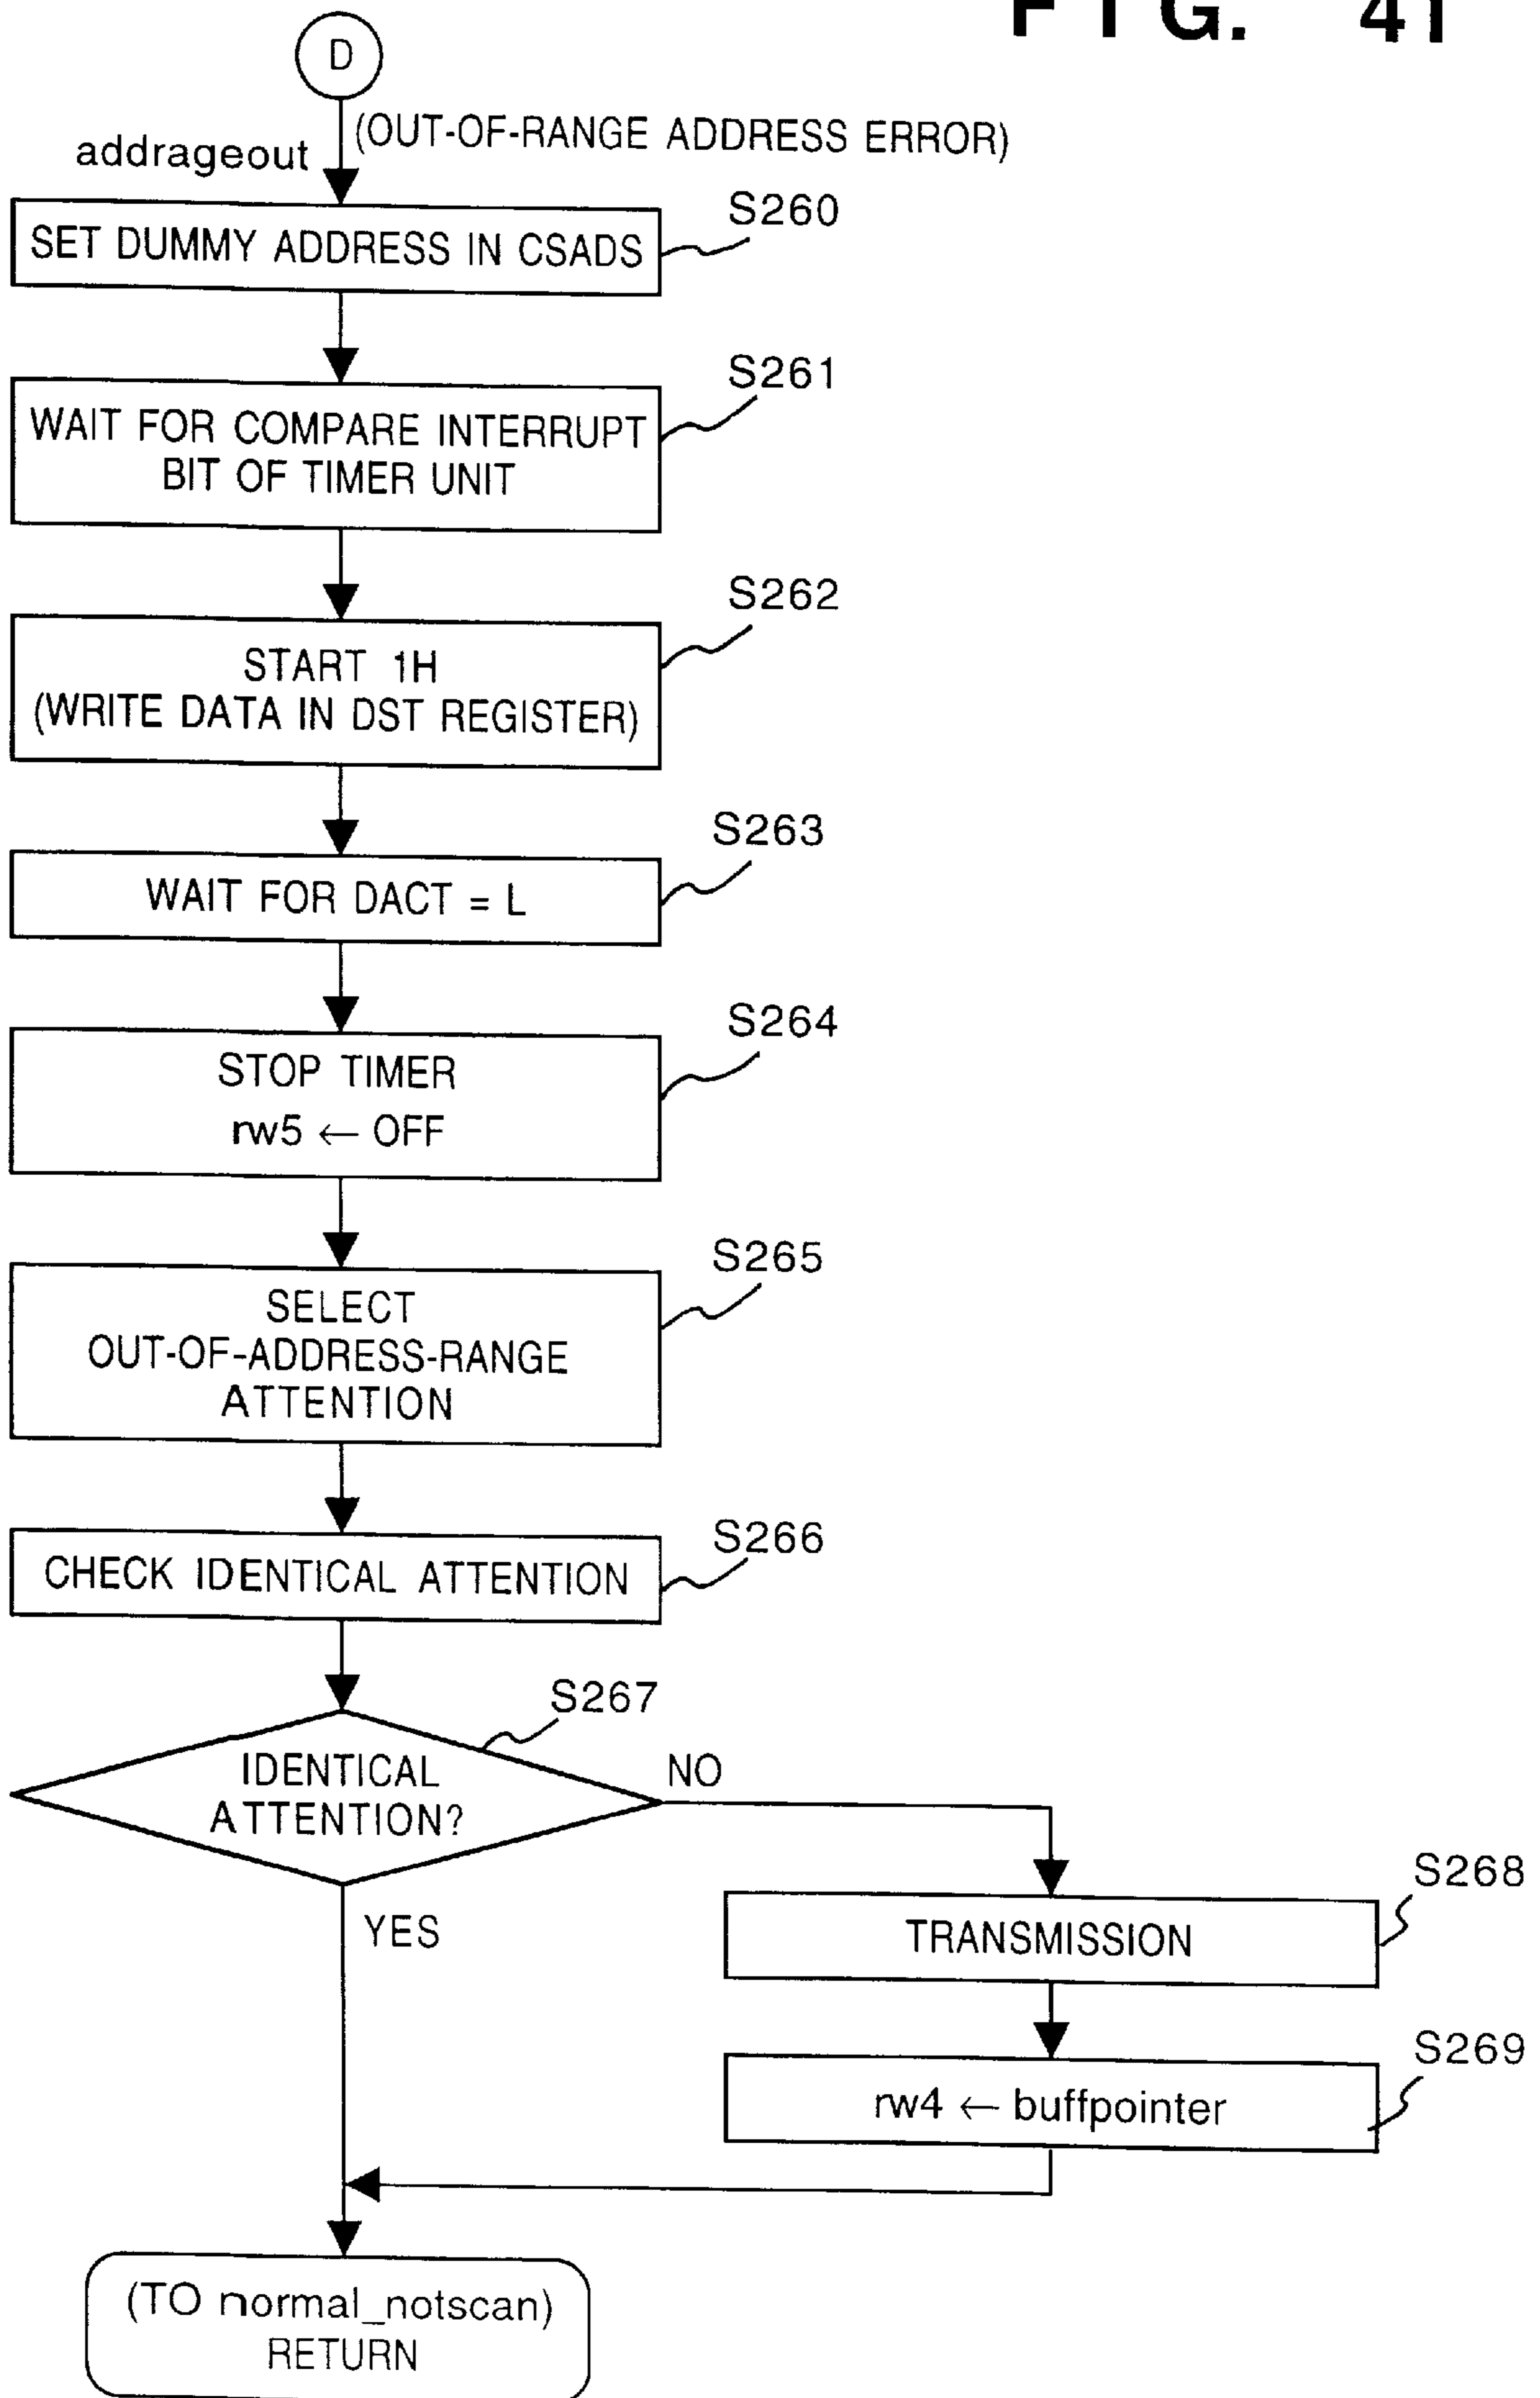 FIG. 41
D
addrageout
(OUT-OF-RANGE ADDRESS ERROR)
S260
SET DUMMY ADDRESS IN CSADS
S261
WAIT FOR COMPARE INTERRUPT
BIT OF TIMER UNIT
S262
START 1H
(WRITE DATA IN DST REGISTER)
S263
WAIT FOR DACT = L
S264
STOP TIMER
rw5 ← OFF
S265
SELECT
OUT-OF-ADDRESS-RANGE
ATTENTION
S266
CHECK IDENTICAL ATTENTION
S267
IDENTICAL
ATTENTION?
NO
YES
S268
TRANSMISSION
S269
rw4 ← buffpointer
(TO normal_notscan)
RETURN